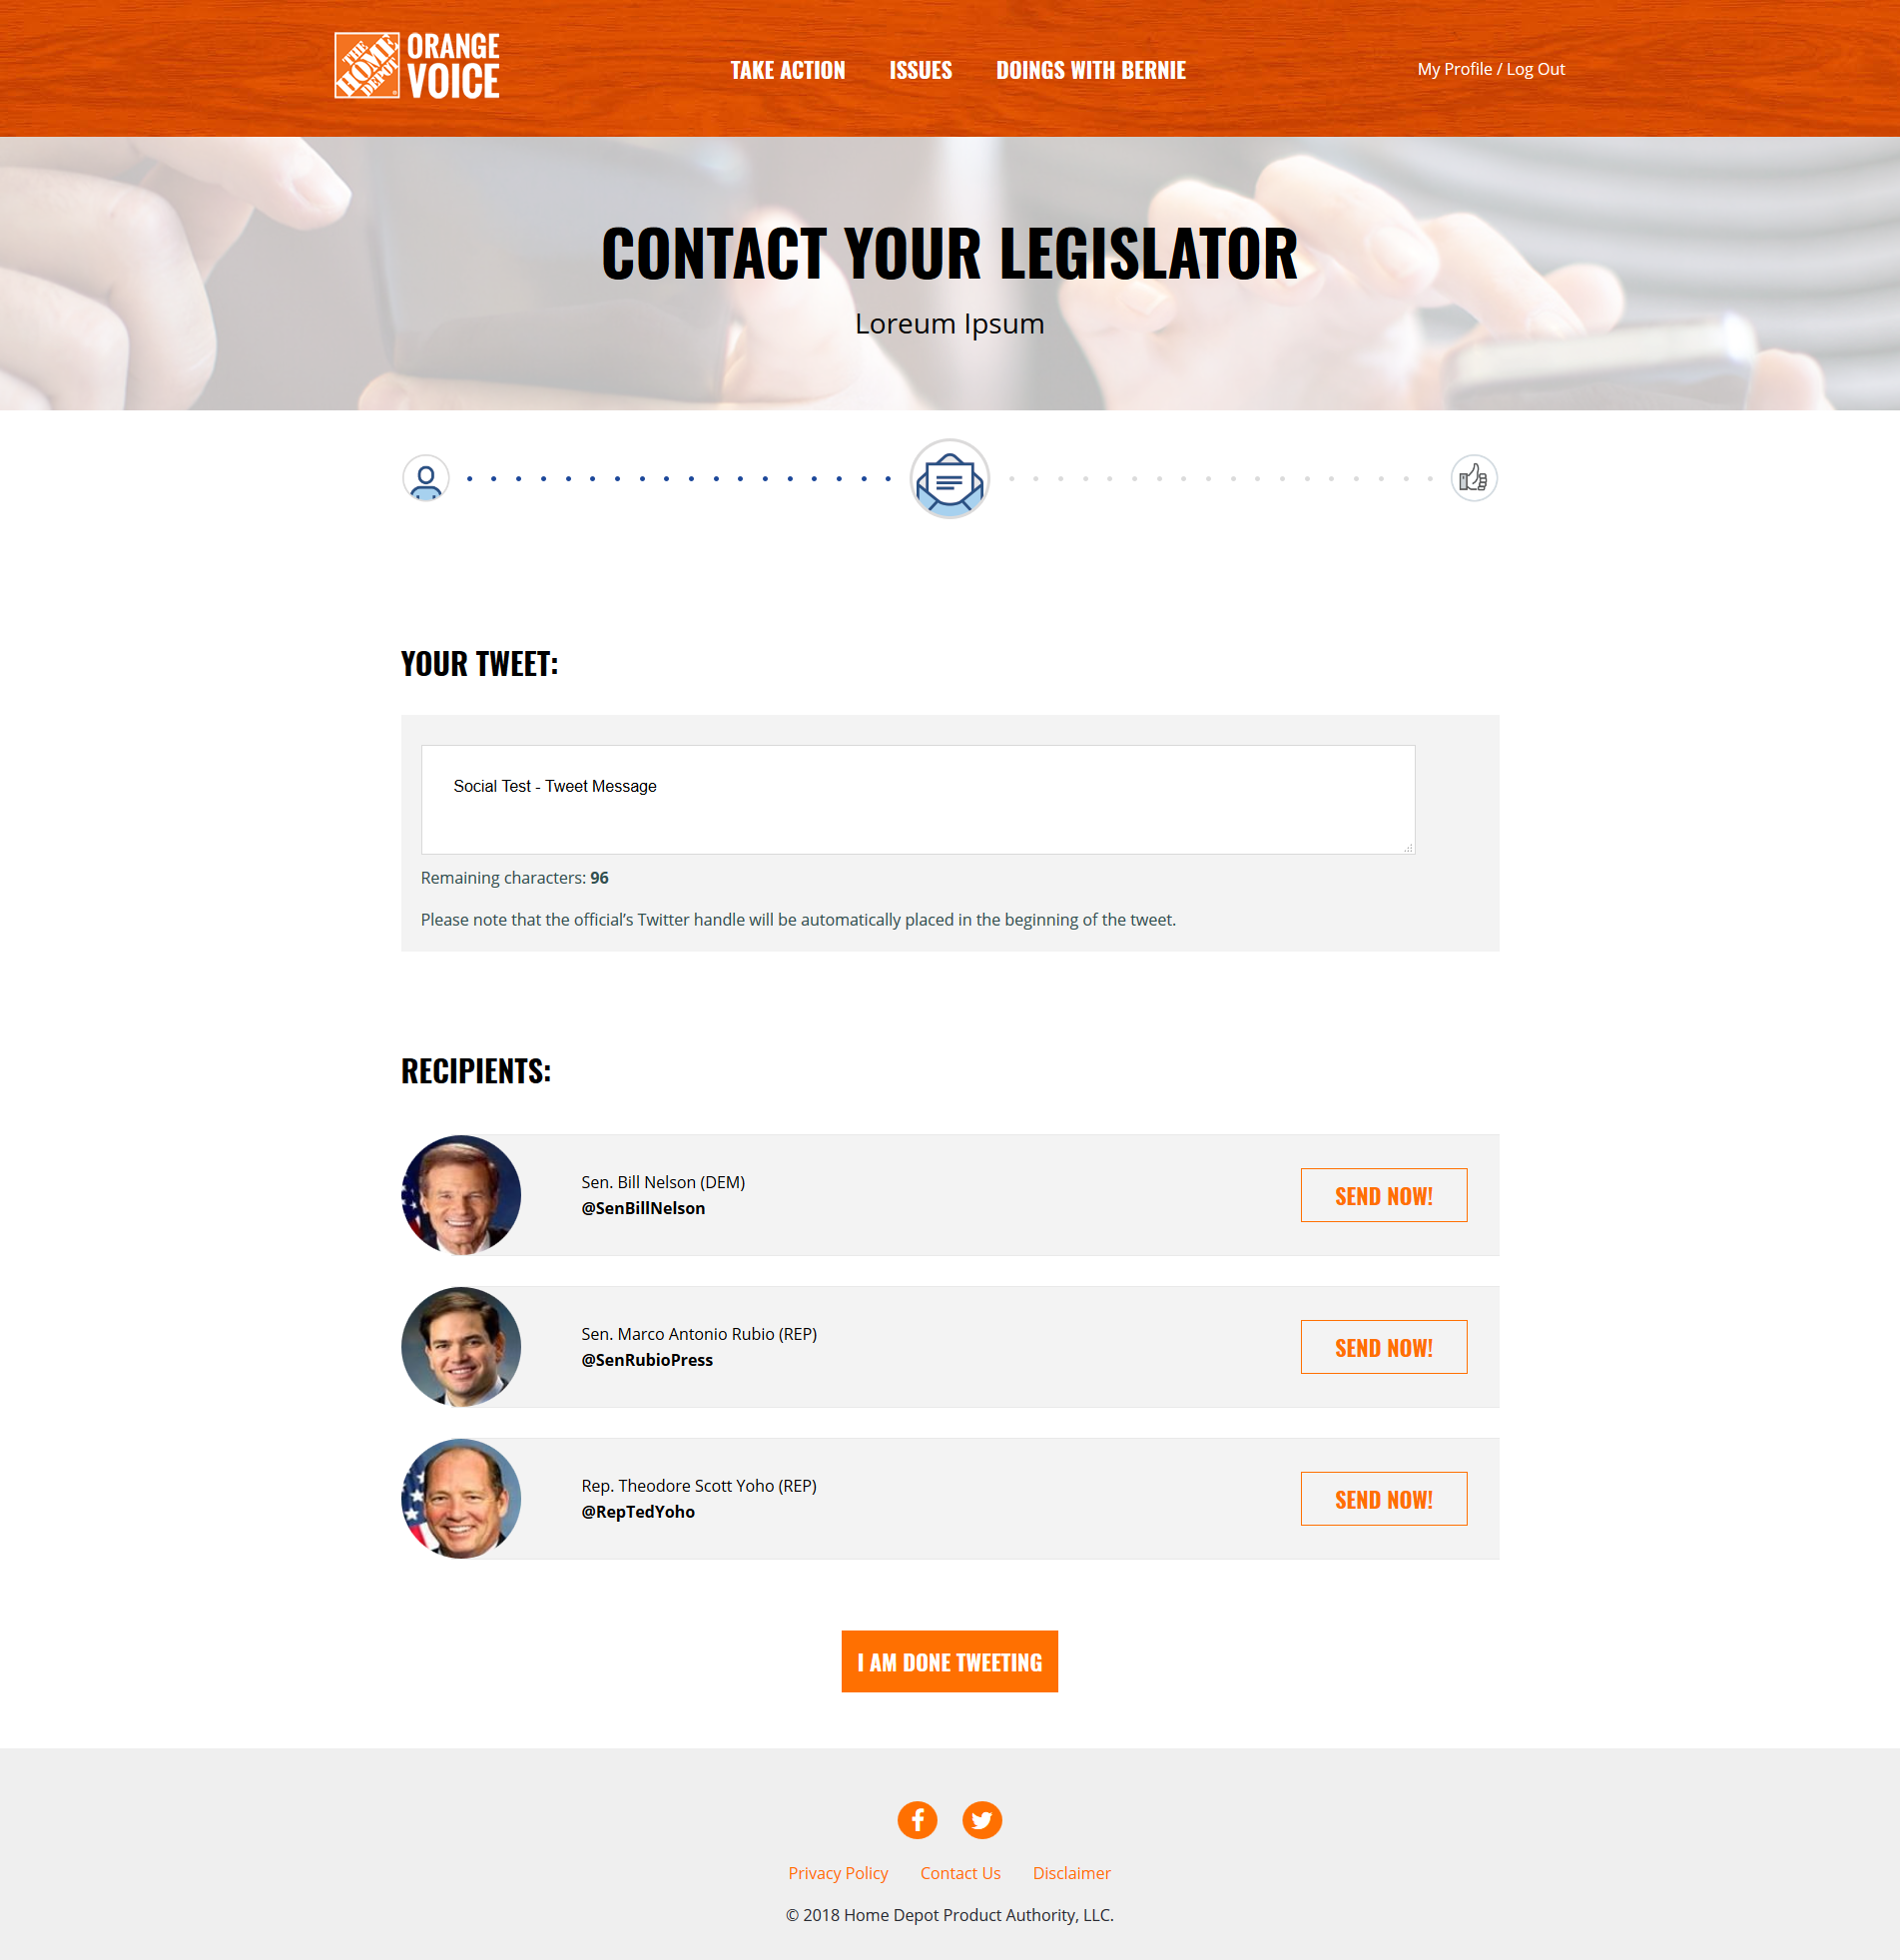 THE HOME DEPOT
ORANGE
VOICE
TAKE ACTION ISSUES DOINGS WITH BERNIE My Profile / Log Out
CONTACT YOUR LEGISLATOR
Loreum Ipsum
YOUR TWEET:
Social Test - Tweet Message
Remaining characters: 96
Please note that the official’s Twitter handle will be automatically placed in the beginning of the tweet.
RECIPIENTS:
Sen. Bill Nelson (DEM)
@SenBillNelson
SEND NOW!
Sen. Marco Antonio Rubio (REP)
@SenRubioPress
SEND NOW!
Rep. Theodore Scott Yoho (REP)
@RepTedYoho
SEND NOW!
I AM DONE TWEETING
Privacy Policy Contact Us Disclaimer
© 2018 Home Depot Product Authority, LLC.